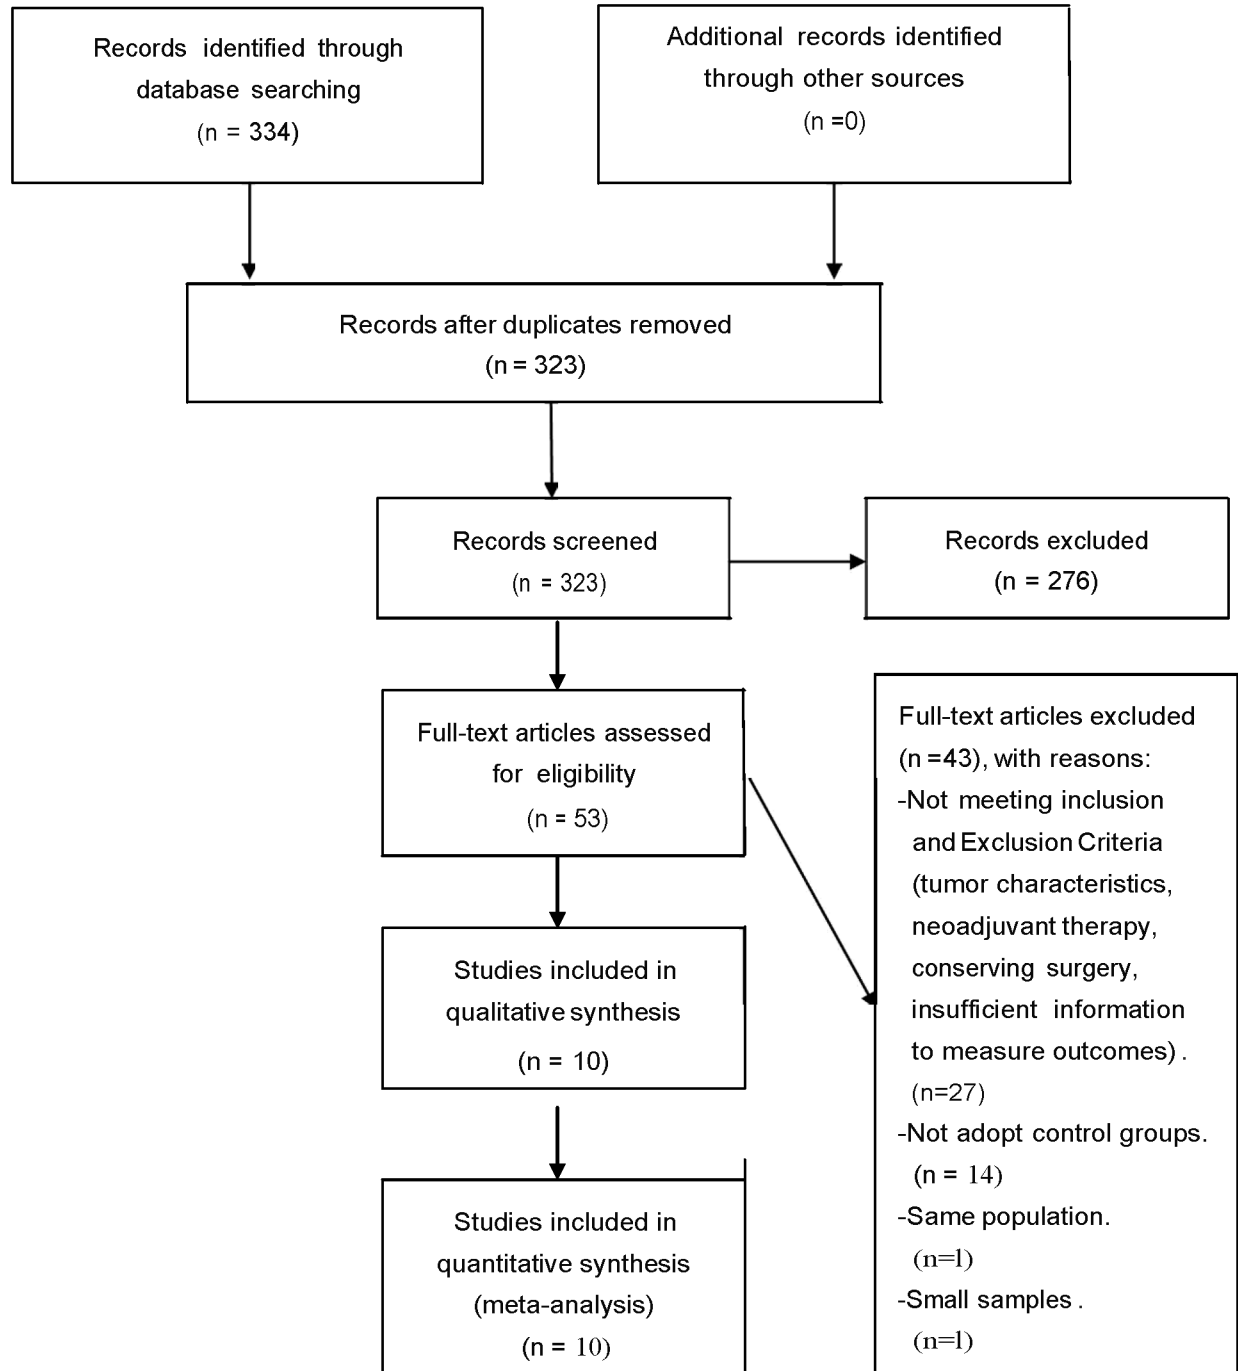 Records identified through
database searching
(n = 334)
Additional records identified
through other sources
(n =0)
Records after duplicates removed
(n = 323)
Records screened
(n = 323)
Records excluded
(n = 276)
Full-text articles assessed
for eligibility
(n = 53)
Full-text articles excluded
(n =43), with reasons:
-Not meeting inclusion
and Exclusion Criteria
(tumor characteristics,
neoadjuvant therapy,
conserving surgery,
insufficient information
to measure outcomes) .
(n=27)
-Not adopt control groups.
(n = 14)
-Same population.
(n=l)
-Small samples .
(n=l)
Studies included in
qualitative synthesis
(n = 10)
Studies included in
quantitative synthesis
(meta-analysis)
(n = 10)